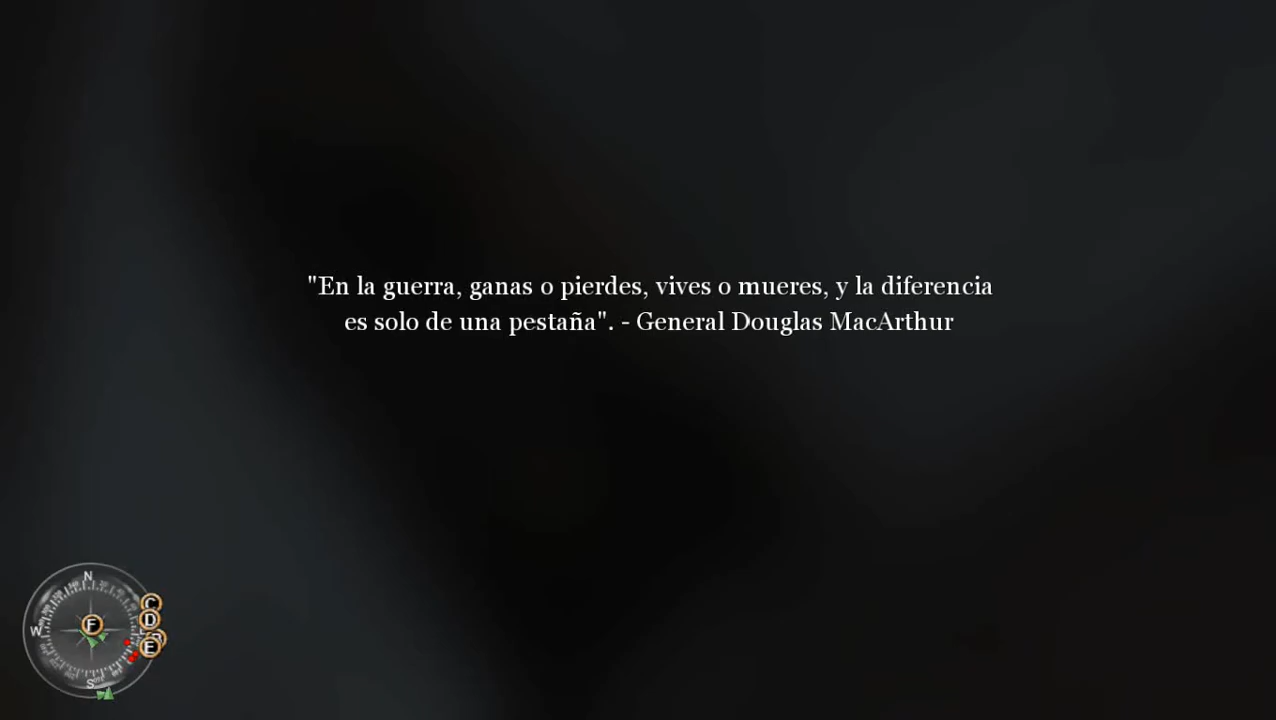 "En la guerra, ganas o pierdes, vives o mueres, y la diferencia
es solo de una pestaña". - General Douglas MacArthur
N
C
D
F
W
E
S